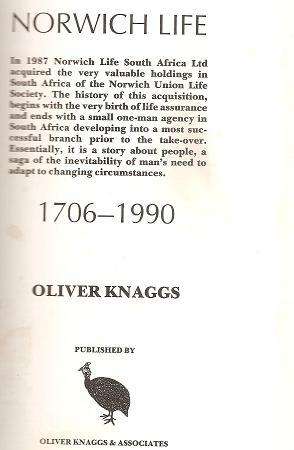 NORWICH LIFE
In 1987 Norwich Life South Africa Ltd
acquired the very valuable holdings in
South Africa of the Norwich Union Life
Society. The history of this acquisition,
begins with the very birth of life assurance
and ends with a small one-man agency in
South Africa developing into a most suc-
cessful branch prior to the take-over.
Essentially, it is a story about people, a
saga of the inevitability of man's need to
adapt to changing circumstances.
1706–1990
OLIVER KNAGGS
PUBLISHED BY
OLIVER KNAGGS & ASSOCIATES